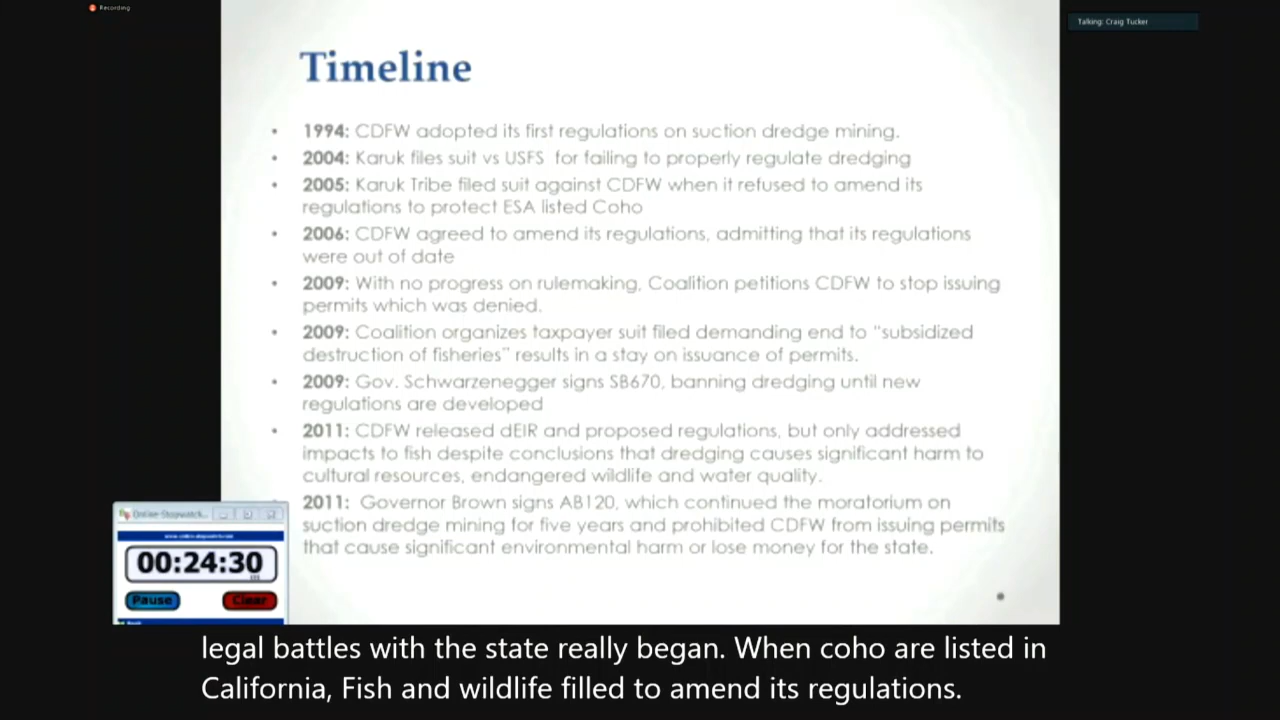 Recording
Talking: Craig Tucker
Timeline
• 1994: CDFW adopted its first regulations on suction dredge mining.
• 2004: Karuk files suit vs USFS for failing to properly regulate dredging
• 2005: Karuk Tribe filed suit against CDFW when it refused to amend its
regulations to protect ESA listed Coho
• 2006: CDFW agreed to amend its regulations, admitting that its regulations
were out of date
• 2009: With no progress on rulemaking, Coalition petitions CDFW to stop issuing
permits which was denied.
• 2009: Coalition organizes taxpayer suit filed demanding end to “subsidized
destruction of fisheries” results in a stay on issuance of permits.
• 2009: Gov. Schwarzenegger signs SB670, banning dredging until new
regulations are developed
• 2011: CDFW released dEIR and proposed regulations, but only addressed
impacts to fish despite conclusions that dredging causes significant harm to
cultural resources, endangered wildlife and water quality.
2011: Governor Brown signs AB120, which continued the moratorium on
suction dredge mining for five years and prohibited CDFW from issuing permits
that cause significant environmental harm or lose money for the state.
Online Stopwatch...
00:24:30
Pause Clear
legal battles with the state really began. When coho are listed in
California, Fish and wildlife filled to amend its regulations.